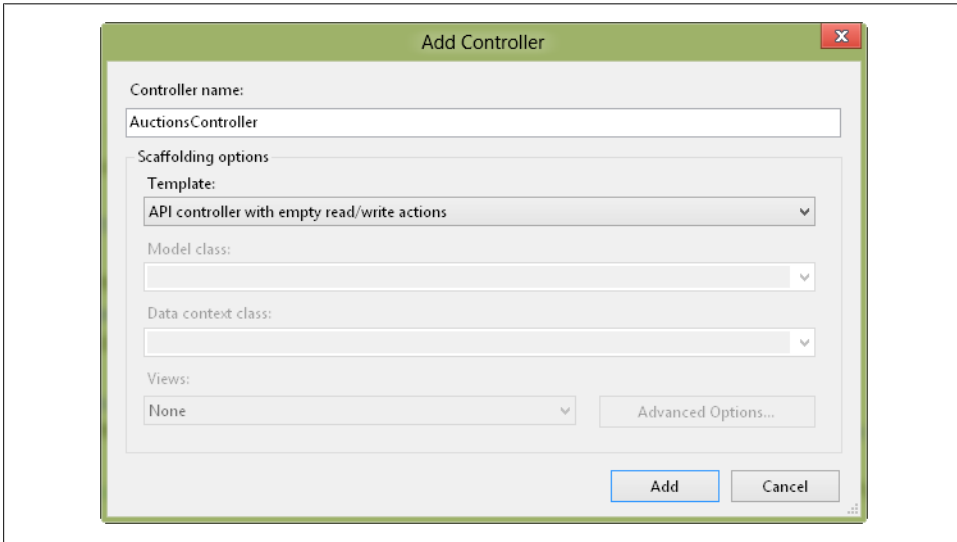 Add Controller
x
Controller name:
AuctionsController
Scaffolding options
Template:
API controller with empty read/write actions
Model class:
Data context class:
Views:
None
Advanced Options...
Add
Cancel